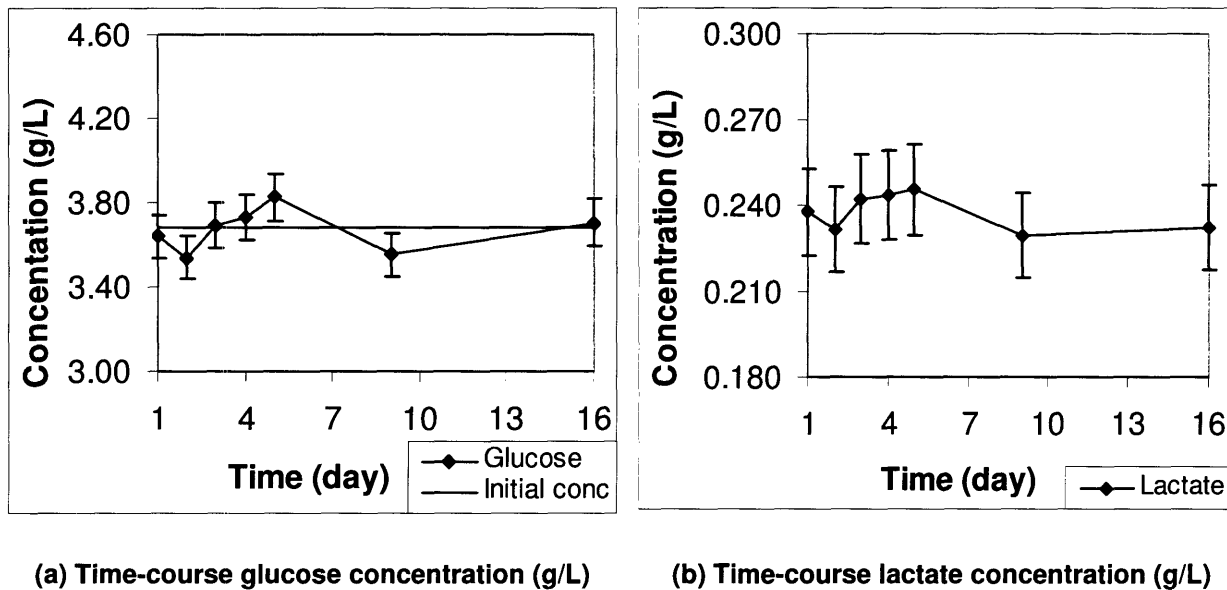 4.60
4.20
3.80
3.40
3.00
Concentation (g/L)
1 4 7 10 13 16
Time (day)
Glucose
Initial conc
0.300
0.270
0.240
0.210
0.180
Concentration (g/L)
1 4 7 10 13 16
Time (day)
Lactate
(a) Time-course glucose concentration (g/L)
(b) Time-course lactate concentration (g/L)